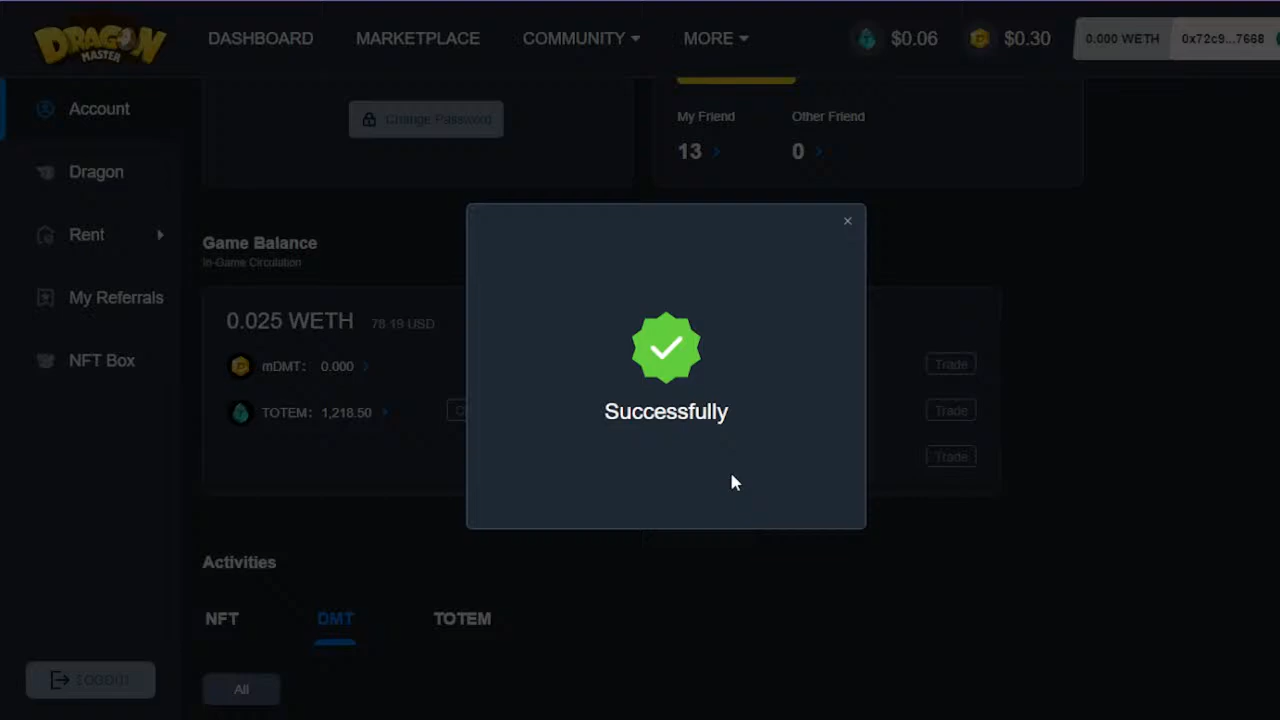 DRAGON
MASTER
DASHBOARD
MARKETPLACE
COMMUNITY
MORE
$0.06
$0.30
0.000 WETH
0x72c9...7668
Account
Dragon
Rent
My Referrals
NFT Box
Change Password
My Friend
Other Friend
13
0
Game Balance
In-Game Circulation
0.025 WETH
78.19 USD
mDMT: 0.000
TOTEM: 1,218.50
Trade
Trade
Trade
×
Successfully
Activities
NFT
DMT
TOTEM
All